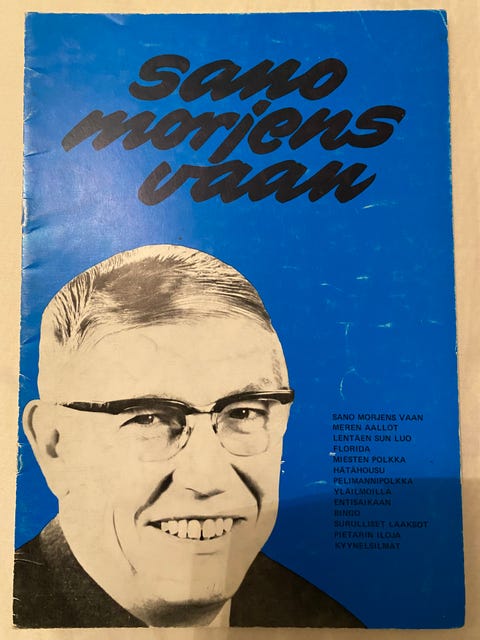 sano
morjens
vaan
SANO MORJENS VAAN
MEREN AALLOT
LENTÄEN SUN LUO
FLORIDA
MIESTEN POLKKA
HÄTÄHOUSU
PELIMANNIPOLKKA
YLÄILMOILLA
ENTISAIKAAN
BINGO
SURULLISET LAAKSOT
PIETARIN ILOJA
KYYNELSILMÄT